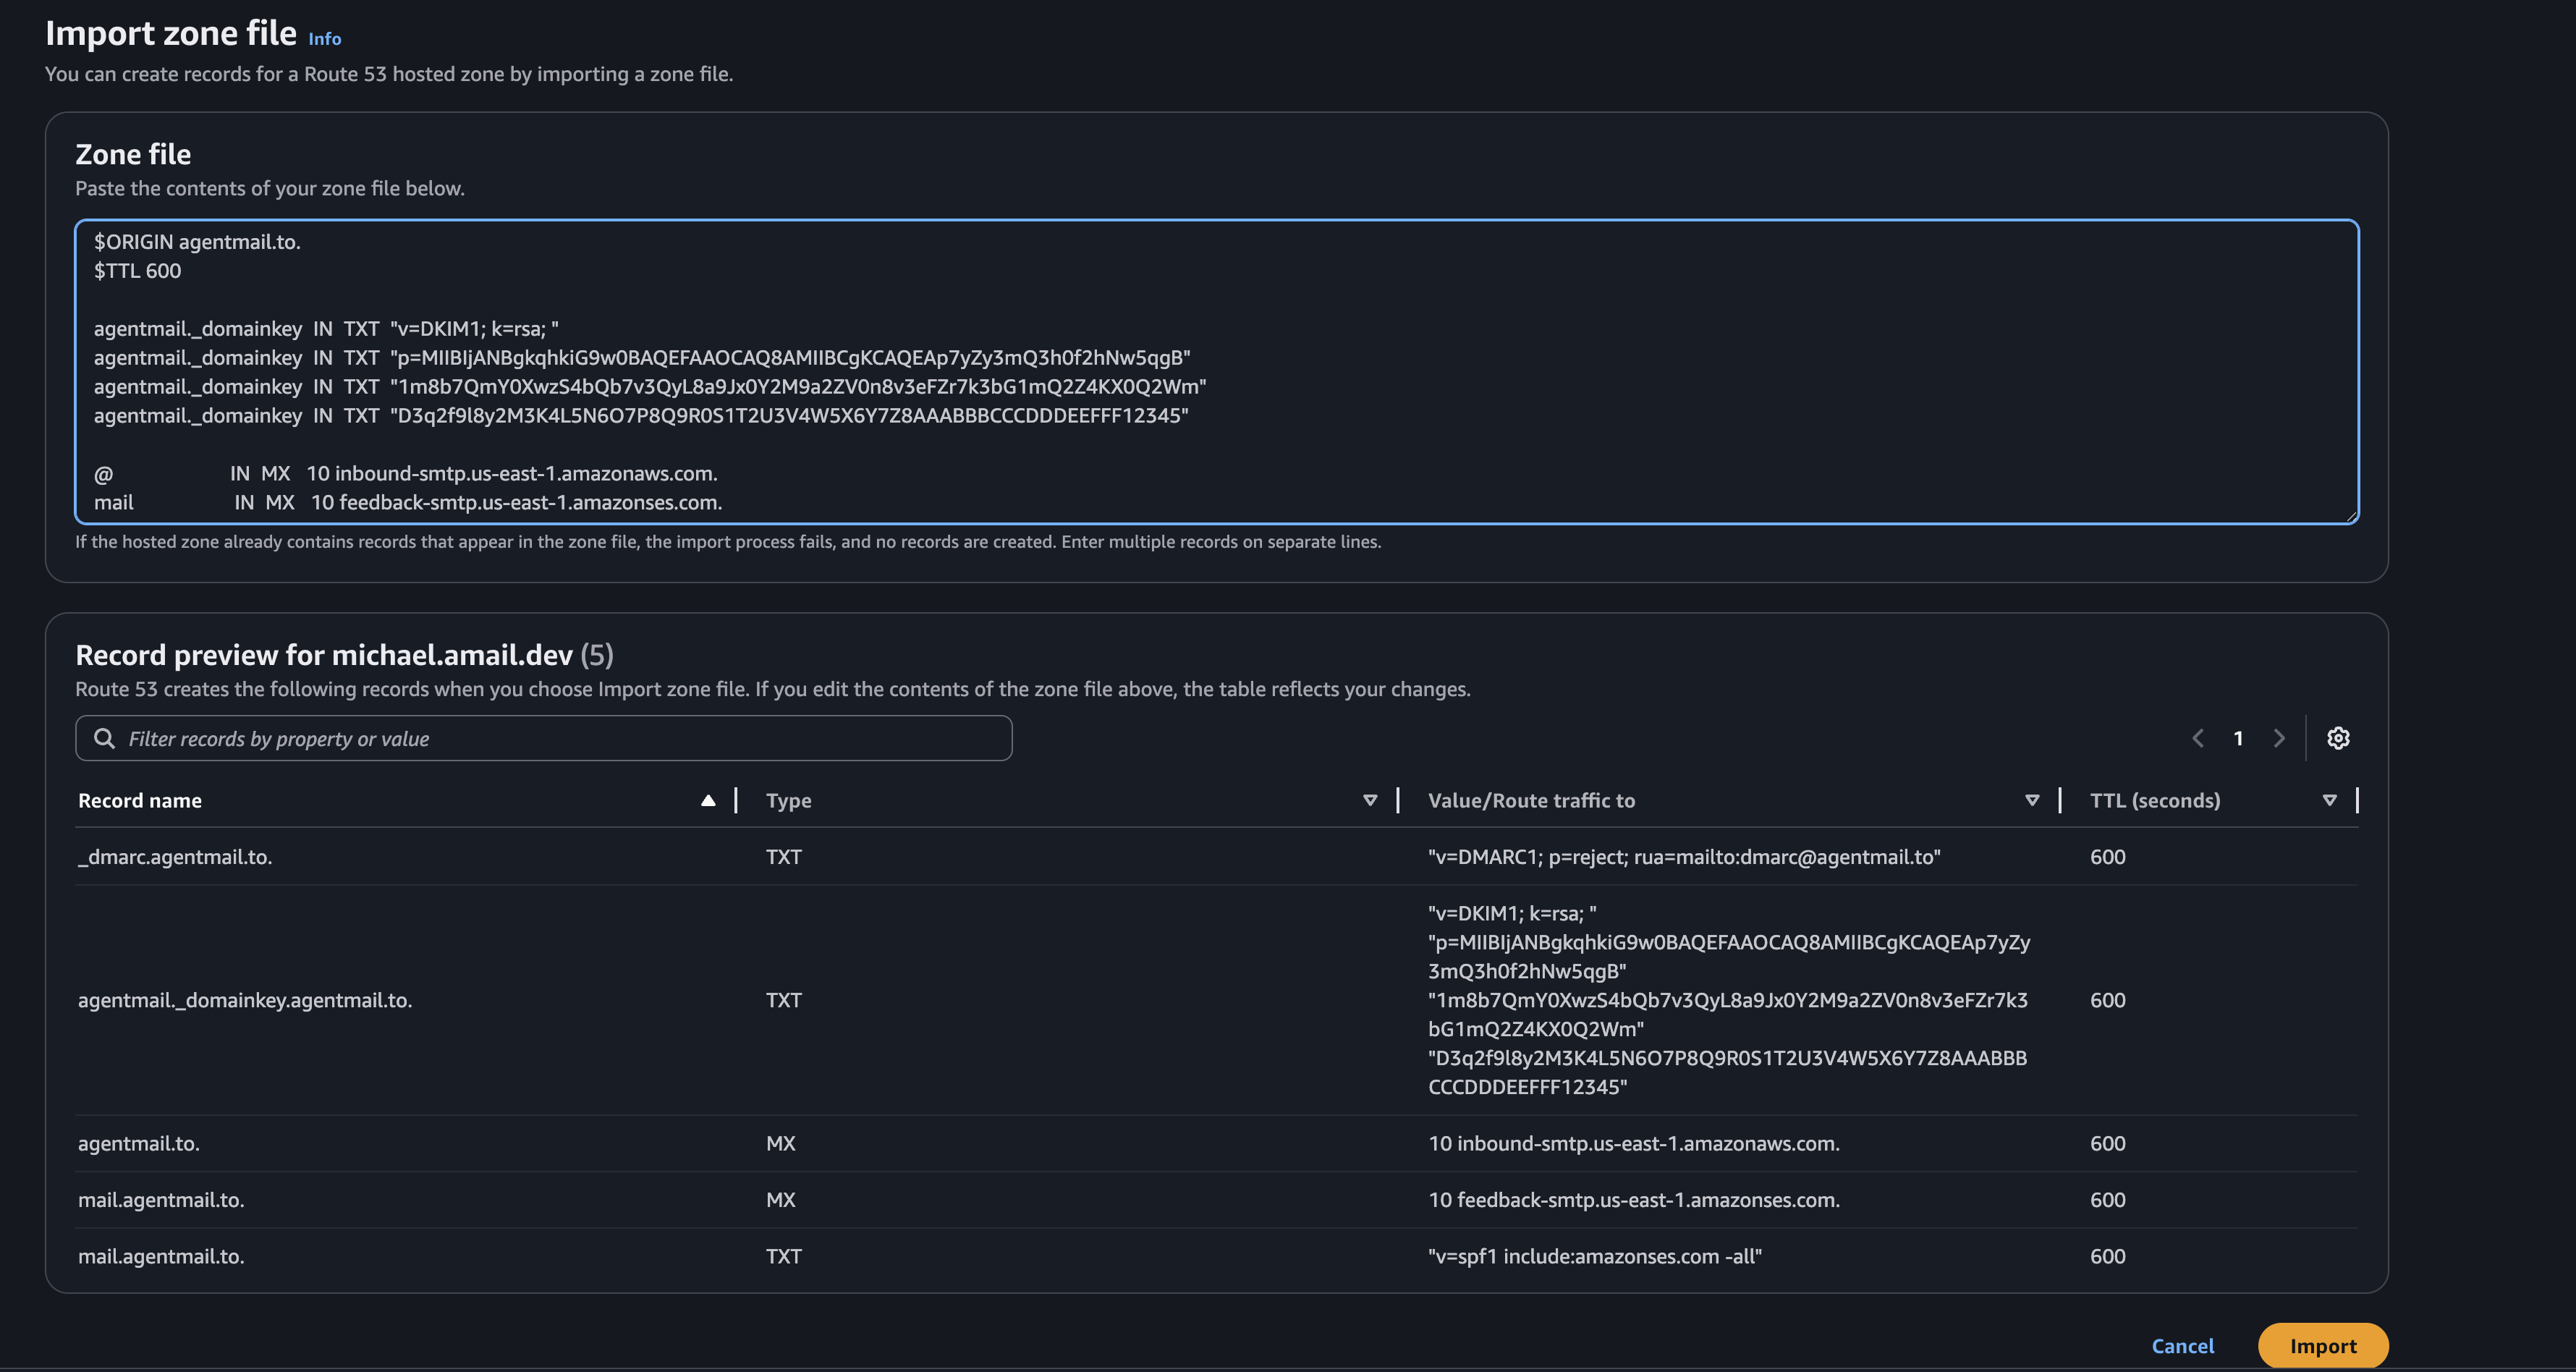 Import zone file Info
You can create records for a Route 53 hosted zone by importing a zone file.
Zone file
Paste the contents of your zone file below.
$ORIGIN agentmail.to.
$TTL 600
agentmail._domainkey IN TXT "v=DKIM1; k=rsa; "
agentmail._domainkey IN TXT "p=MIIBIjANBgkqhkiG9w0BAQEFAAOCAQ8AMIIBCgKCAQEAp7yZy3mQ3h0f2hNw5qgB"
agentmail._domainkey IN TXT "1m8b7QmY0XwzS4bQb7v3QyL8a9Jx0Y2M9a2ZV0n8v3eFZr7k3bG1mQ2Z4KX0Q2Wm"
agentmail._domainkey IN TXT "D3q2f9l8y2M3K4L5N6O7P8Q9R0S1T2U3V4W5X6Y7Z8AAABBBCCCDDDEEFFF12345"
@ IN MX 10 inbound-smtp.us-east-1.amazonaws.com.
mail IN MX 10 feedback-smtp.us-east-1.amazonses.com.
If the hosted zone already contains records that appear in the zone file, the import process fails, and no records are created. Enter multiple records on separate lines.
Record preview for michael.amail.dev (5)
Route 53 creates the following records when you choose Import zone file. If you edit the contents of the zone file above, the table reflects your changes.
Filter records by property or value
1
Record name Type Value/Route traffic to TTL (seconds)
_dmarc.agentmail.to. TXT "v=DMARC1; p=reject; rua=mailto:dmarc@agentmail.to" 600
"v=DKIM1; k=rsa; "
"p=MIIBIjANBgkqhkiG9w0BAQEFAAOCAQ8AMIIBCgKCAQEAp7yZy
3mQ3h0f2hNw5qgB"
agentmail._domainkey.agentmail.to. TXT "1m8b7QmY0XwzS4bQb7v3QyL8a9Jx0Y2M9a2ZV0n8v3eFZr7k3 600
bG1mQ2Z4KX0Q2Wm"
"D3q2f9l8y2M3K4L5N6O7P8Q9R0S1T2U3V4W5X6Y7Z8AAABBB
CCCDDDEEFFF12345"
agentmail.to. MX 10 inbound-smtp.us-east-1.amazonaws.com. 600
mail.agentmail.to. MX 10 feedback-smtp.us-east-1.amazonses.com. 600
mail.agentmail.to. TXT "v=spf1 include:amazonses.com -all" 600
Cancel Import